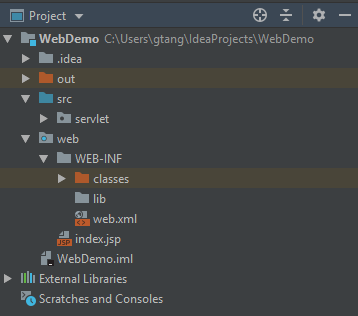 Project
WebDemo C:\Users\gtang\IdeaProjects\WebDemo
.idea
out
src
servlet
web
WEB-INF
classes
lib
web.xml
JSP index.jsp
WebDemo.iml
External Libraries
Scratches and Consoles